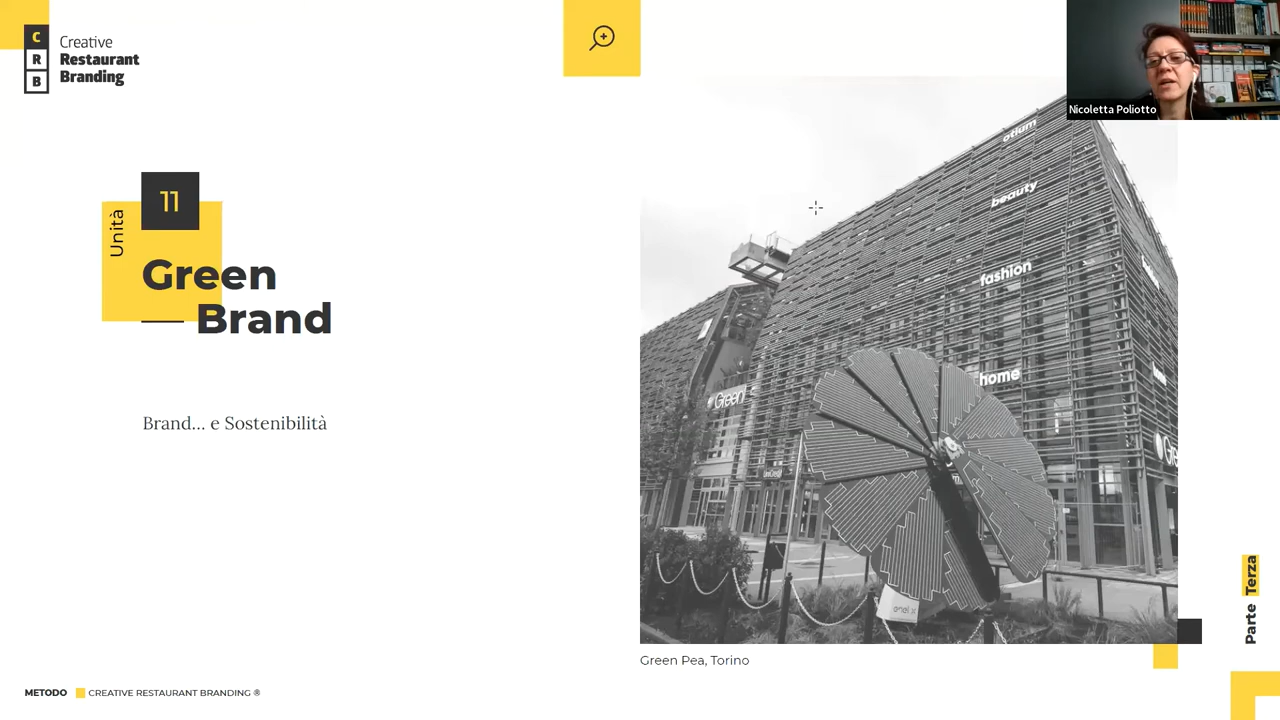 C
R
B
Creative
Restaurant
Branding
Nicoletta Poliotto
11
Unità
Green
Brand
Brand... e Sostenibilità
otium
beauty
fashion
home
Green
enel x
Green Pea, Torino
Parte Terza
METODO CREATIVE RESTAURANT BRANDING ®